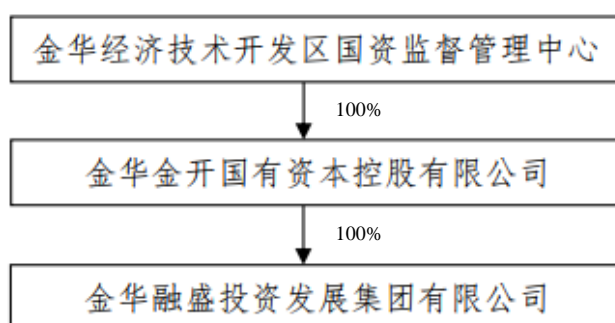 金华经济技术开发区国资监督管理中心
100%
金华金开国有资本控股有限公司
100%
金华融盛投资发展集团有限公司